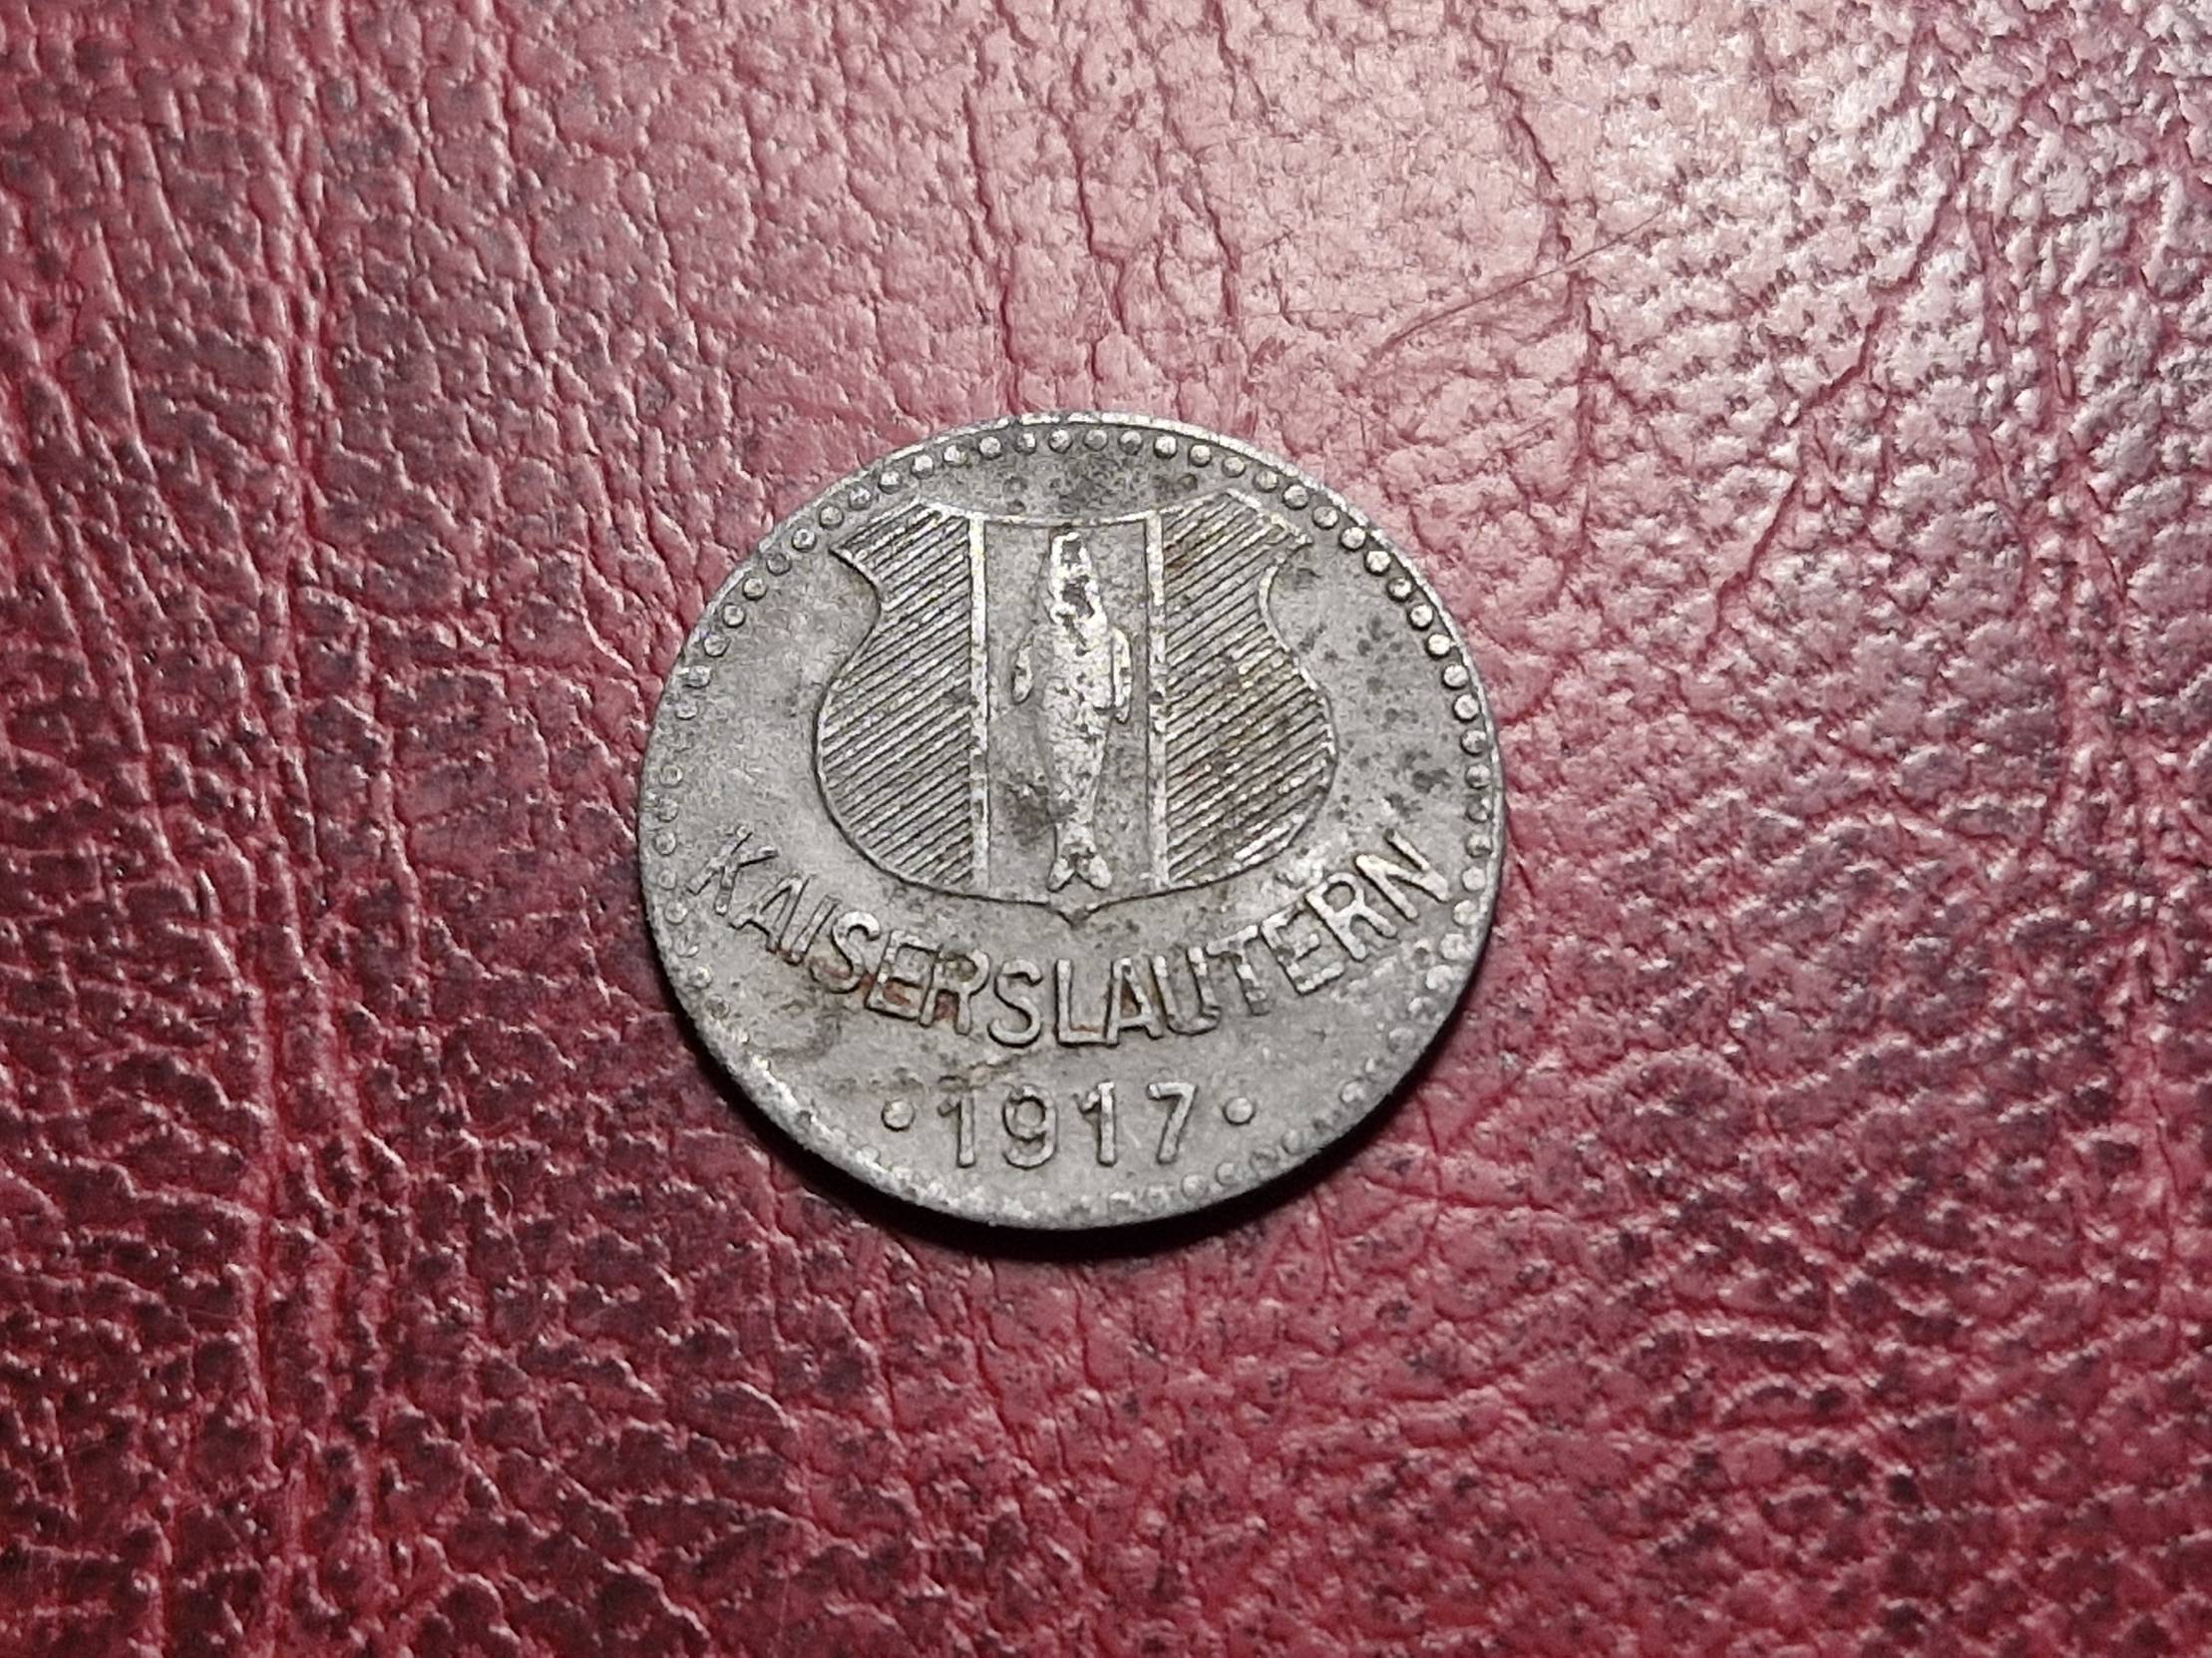 KAISERSLAUTERN
• 1917 •